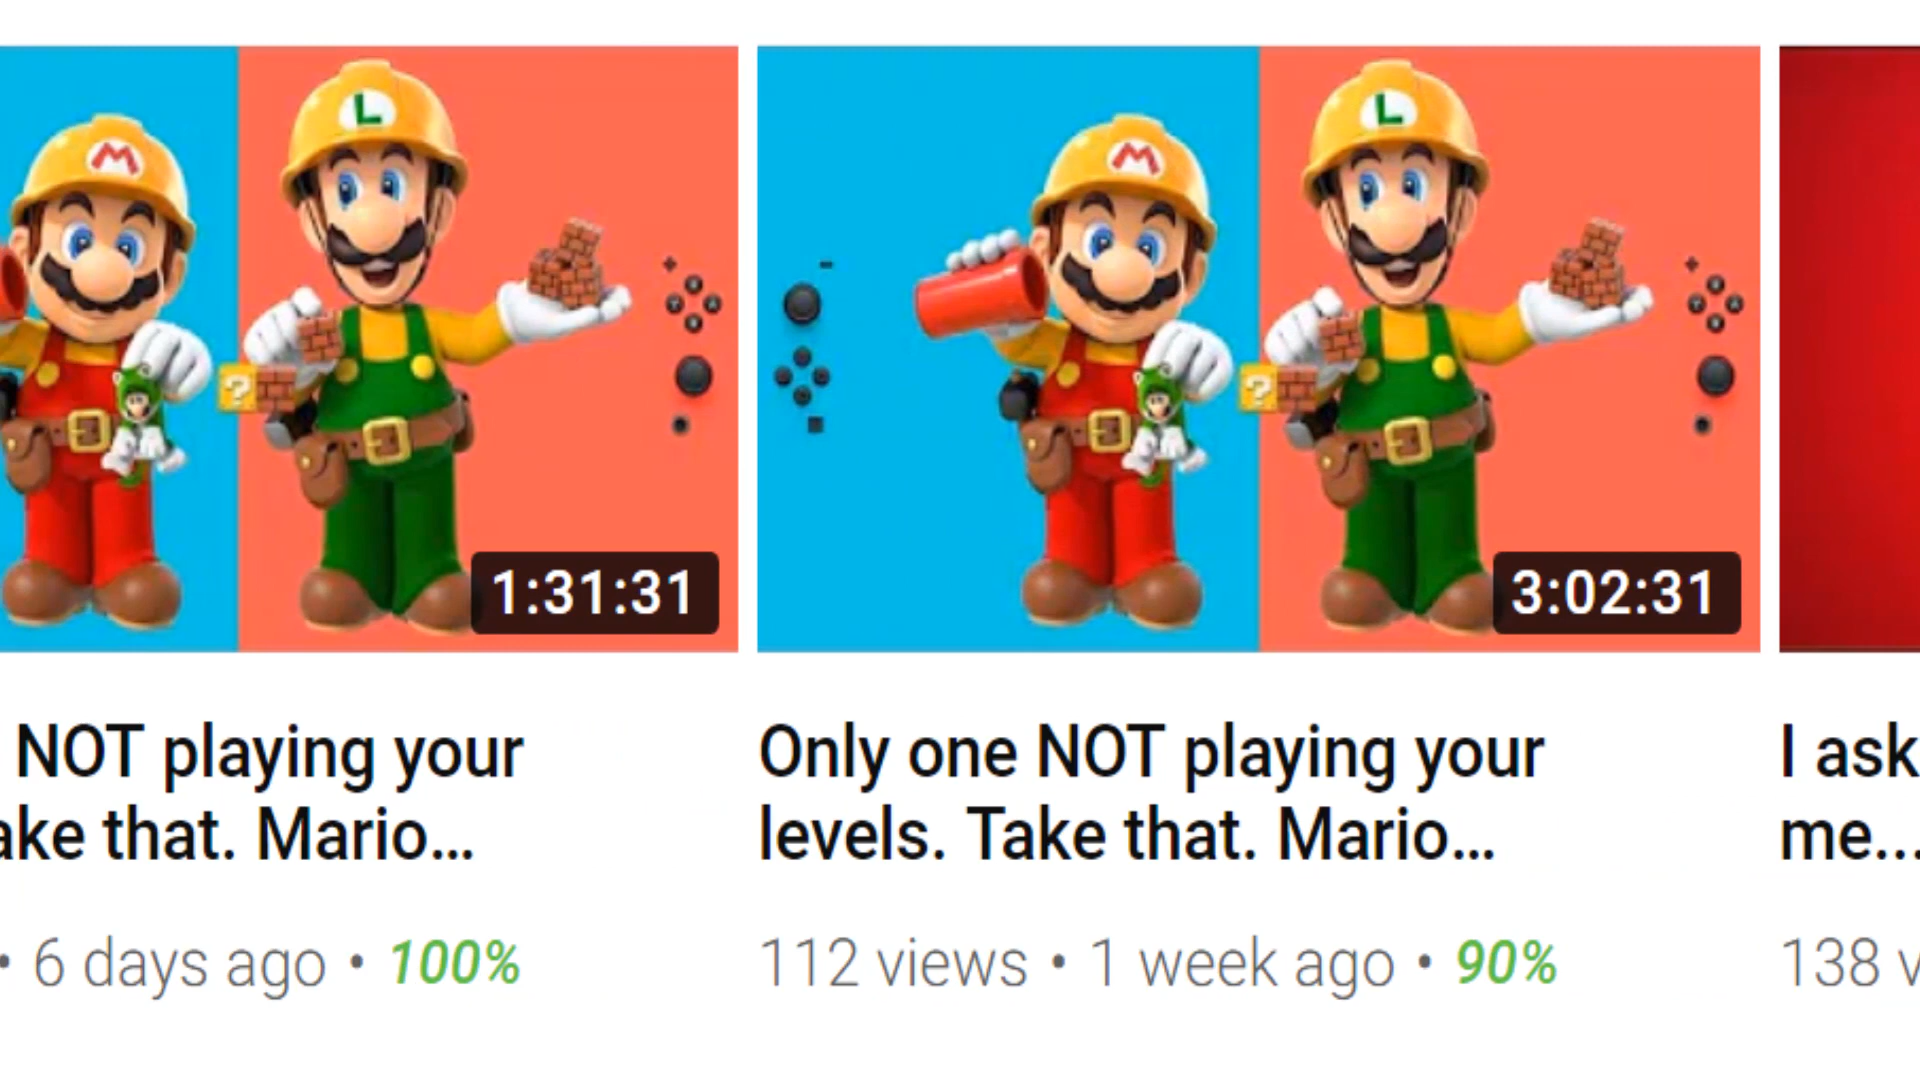 L
M
?
1:31:31
NOT playing your
ake that. Mario...
• 6 days ago • 100%
L
M
?
3:02:31
Only one NOT playing your
levels. Take that. Mario...
112 views • 1 week ago • 90%
I ask
me...
138 v